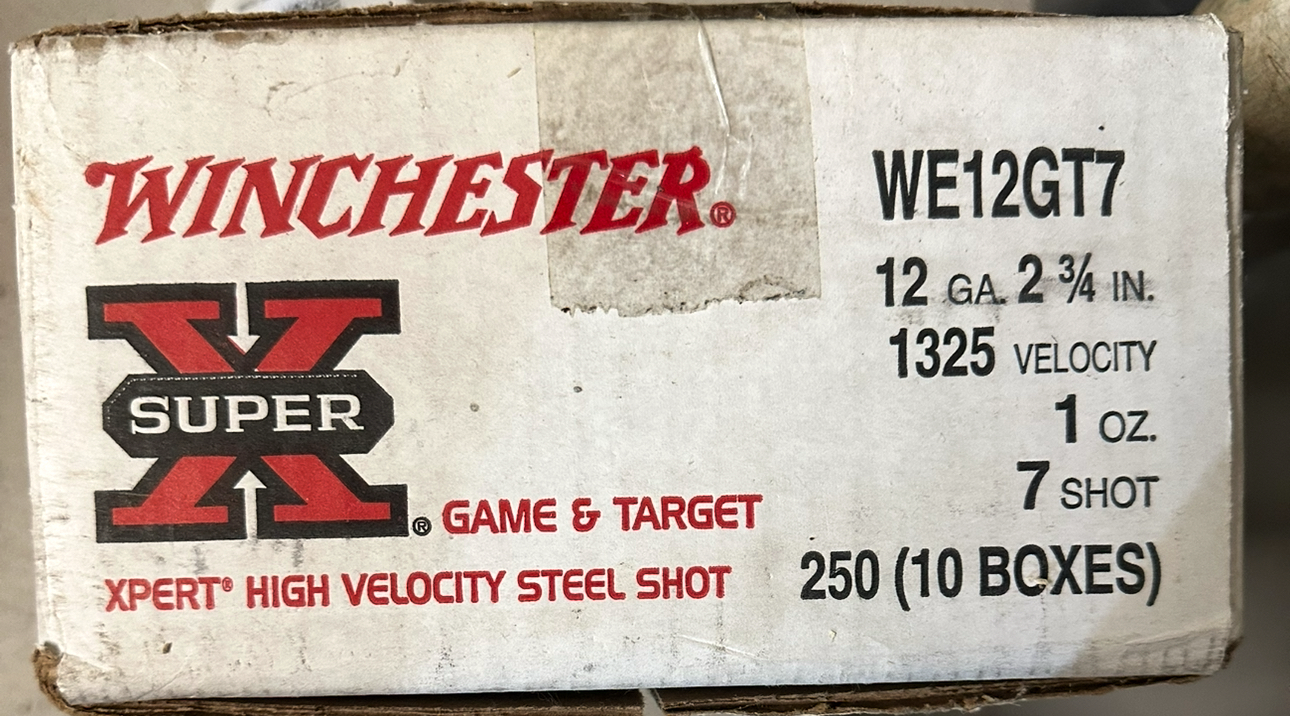 WINCHESTER®
SUPER X®
GAME & TARGET
XPERT® HIGH VELOCITY STEEL SHOT
WE12GT7
12 GA. 2 ¾ IN.
1325 VELOCITY
1 OZ.
7 SHOT
250 (10 BOXES)